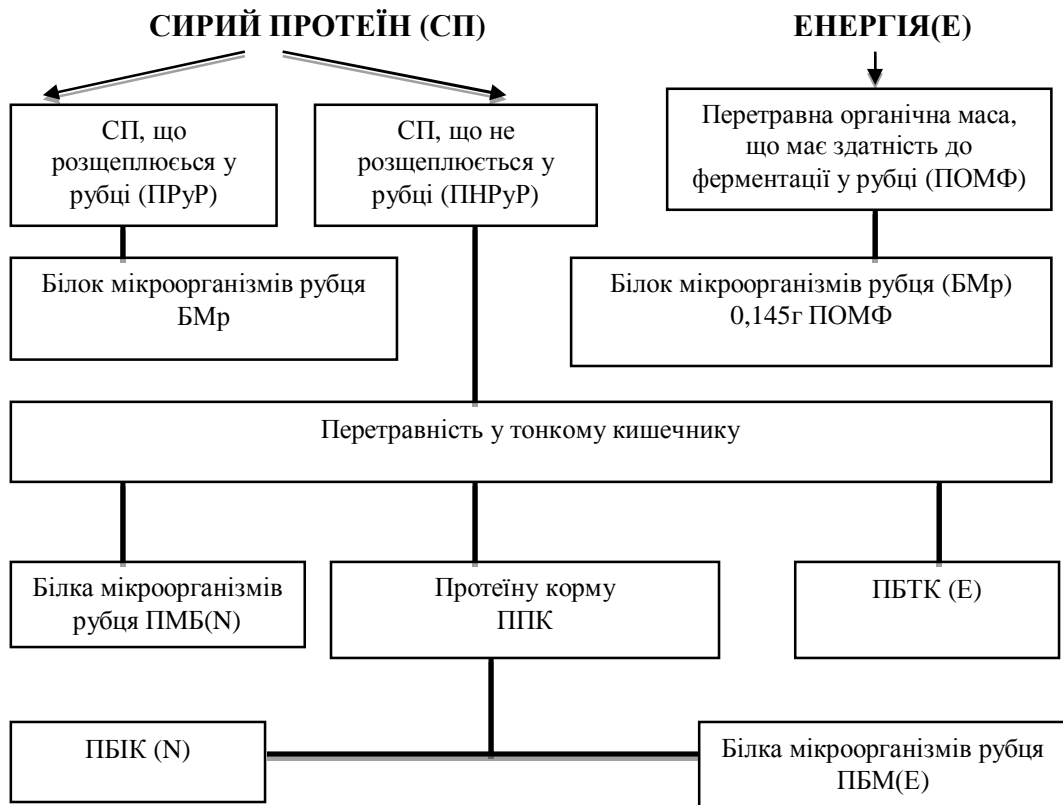 СИРИЙ ПРОТЕЇН (СП)
ЕНЕРГІЯ(Е)
СП, що
розщеплюєься у
рубці (ПРуР)
СП, що не
розщеплюється у
рубці (ПНРуР)
Перетравна органічна маса,
що має здатність до
ферментації у рубці (ПОМФ)
Білок мікроорганізмів рубця
БМр
Білок мікроорганізмів рубця (БМр)
0,145г ПОМФ
Перетравність у тонкому кишечнику
Білка мікроорганізмів
рубця ПМБ(N)
Протеїну корму
ППК
ПБТК (Е)
ПБІК (N)
Білка мікроорганізмів рубця
ПБМ(Е)